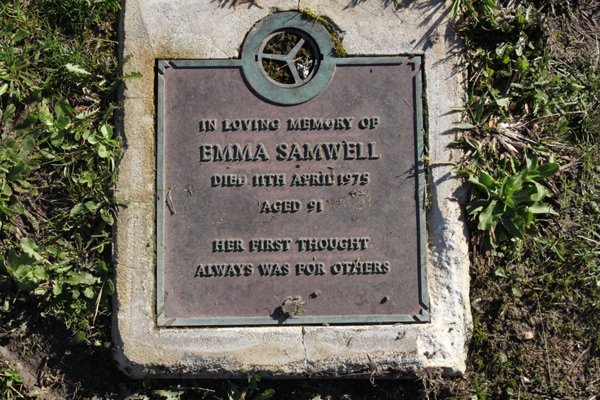 IN LOVING MEMORY OF
EMMA SAMWELL
DIED 11TH APRIL 1975
AGED 91
HER FIRST THOUGHT
ALWAYS WAS FOR OTHERS